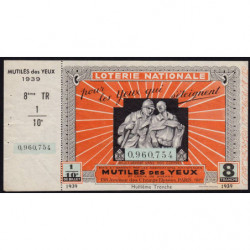 MUTILÉS des YEUX
1939
8ème TR
1
10e
0,960,754
LOTERIE NATIONALE
pour les Yeux qui s'éteignent
0,960,754
MUTILÉS DES YEUX
1
10e
1939
Huitième Tranche
8
TRANCHE
1939